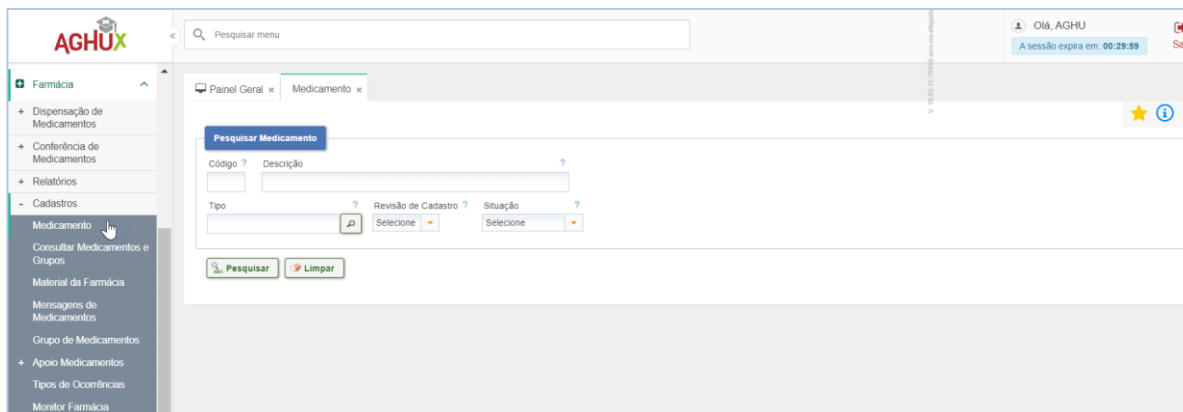 AGHUX
«
Pesquisar menu
Olá, AGHU
A sessão expira em: 00:29:59
Farmácia
+ Dispensação de
Medicamentos
+ Conferência de
Medicamentos
+ Relatórios
- Cadastros
Medicamento
Consultar Medicamentos e
Grupos
Material da Farmácia
Mensagens de
Medicamentos
Grupo de Medicamentos
+ Apoio Medicamentos
Tipos de Ocorrências
Monitor Farmácia
Painel Geral × Medicamento ×
Pesquisar Medicamento
Código ? Descrição ?
Tipo ? Revisão de Cadastro ? Situação ?
Selecione Selecione
Pesquisar Limpar